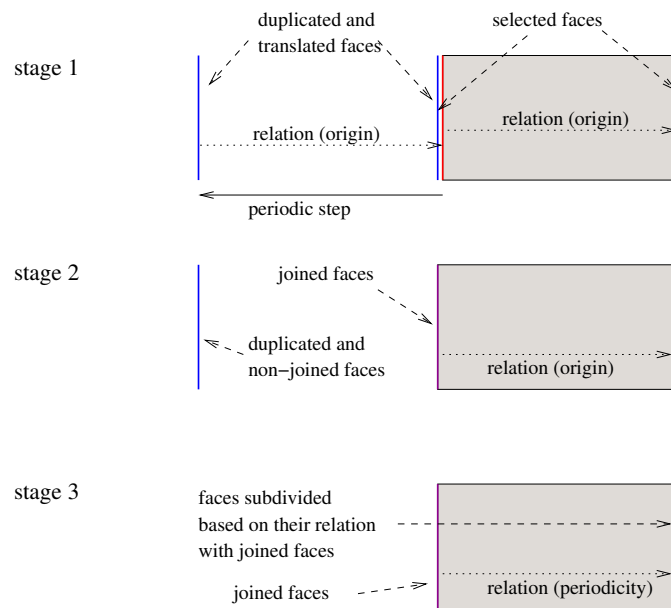 duplicated and
translated faces
selected faces
stage 1
relation (origin)
relation (origin)
periodic step
stage 2
joined faces
duplicated and
non−joined faces
relation (origin)
stage 3
faces subdivided
based on their relation
with joined faces
joined faces
relation (periodicity)